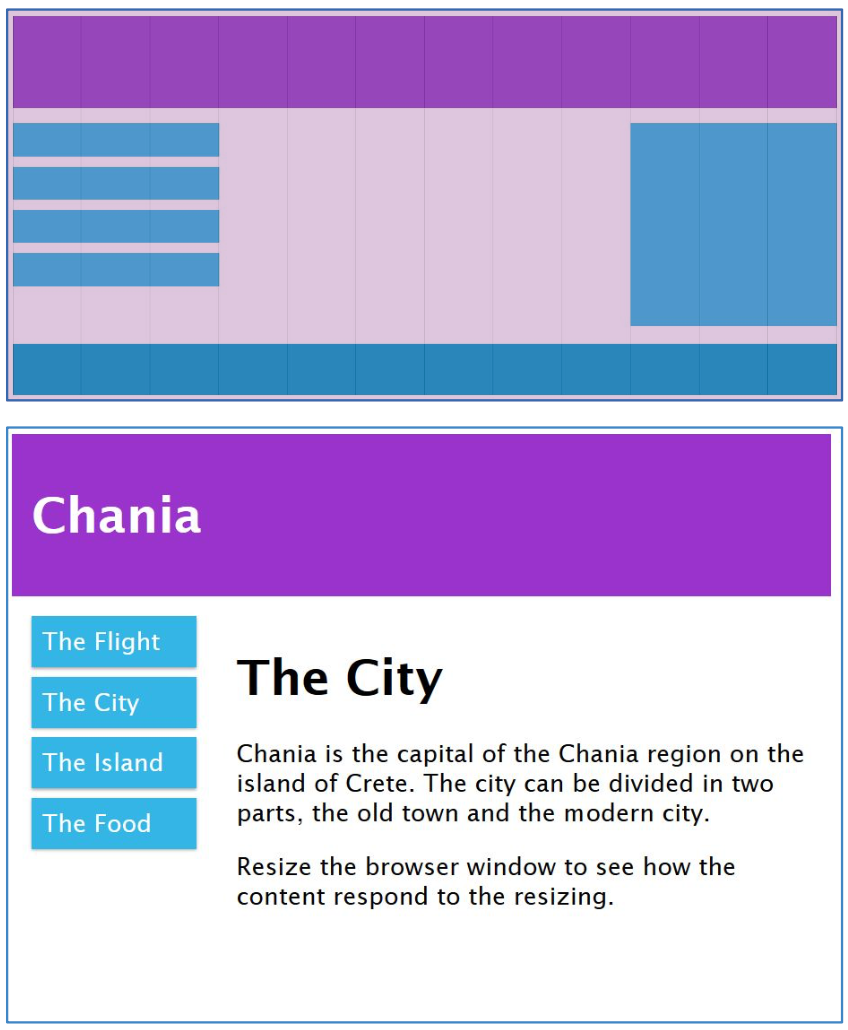 Chania
The Flight
The City
The Island
The Food
The City
Chania is the capital of the Chania region on the
island of Crete. The city can be divided in two
parts, the old town and the modern city.
Resize the browser window to see how the
content respond to the resizing.